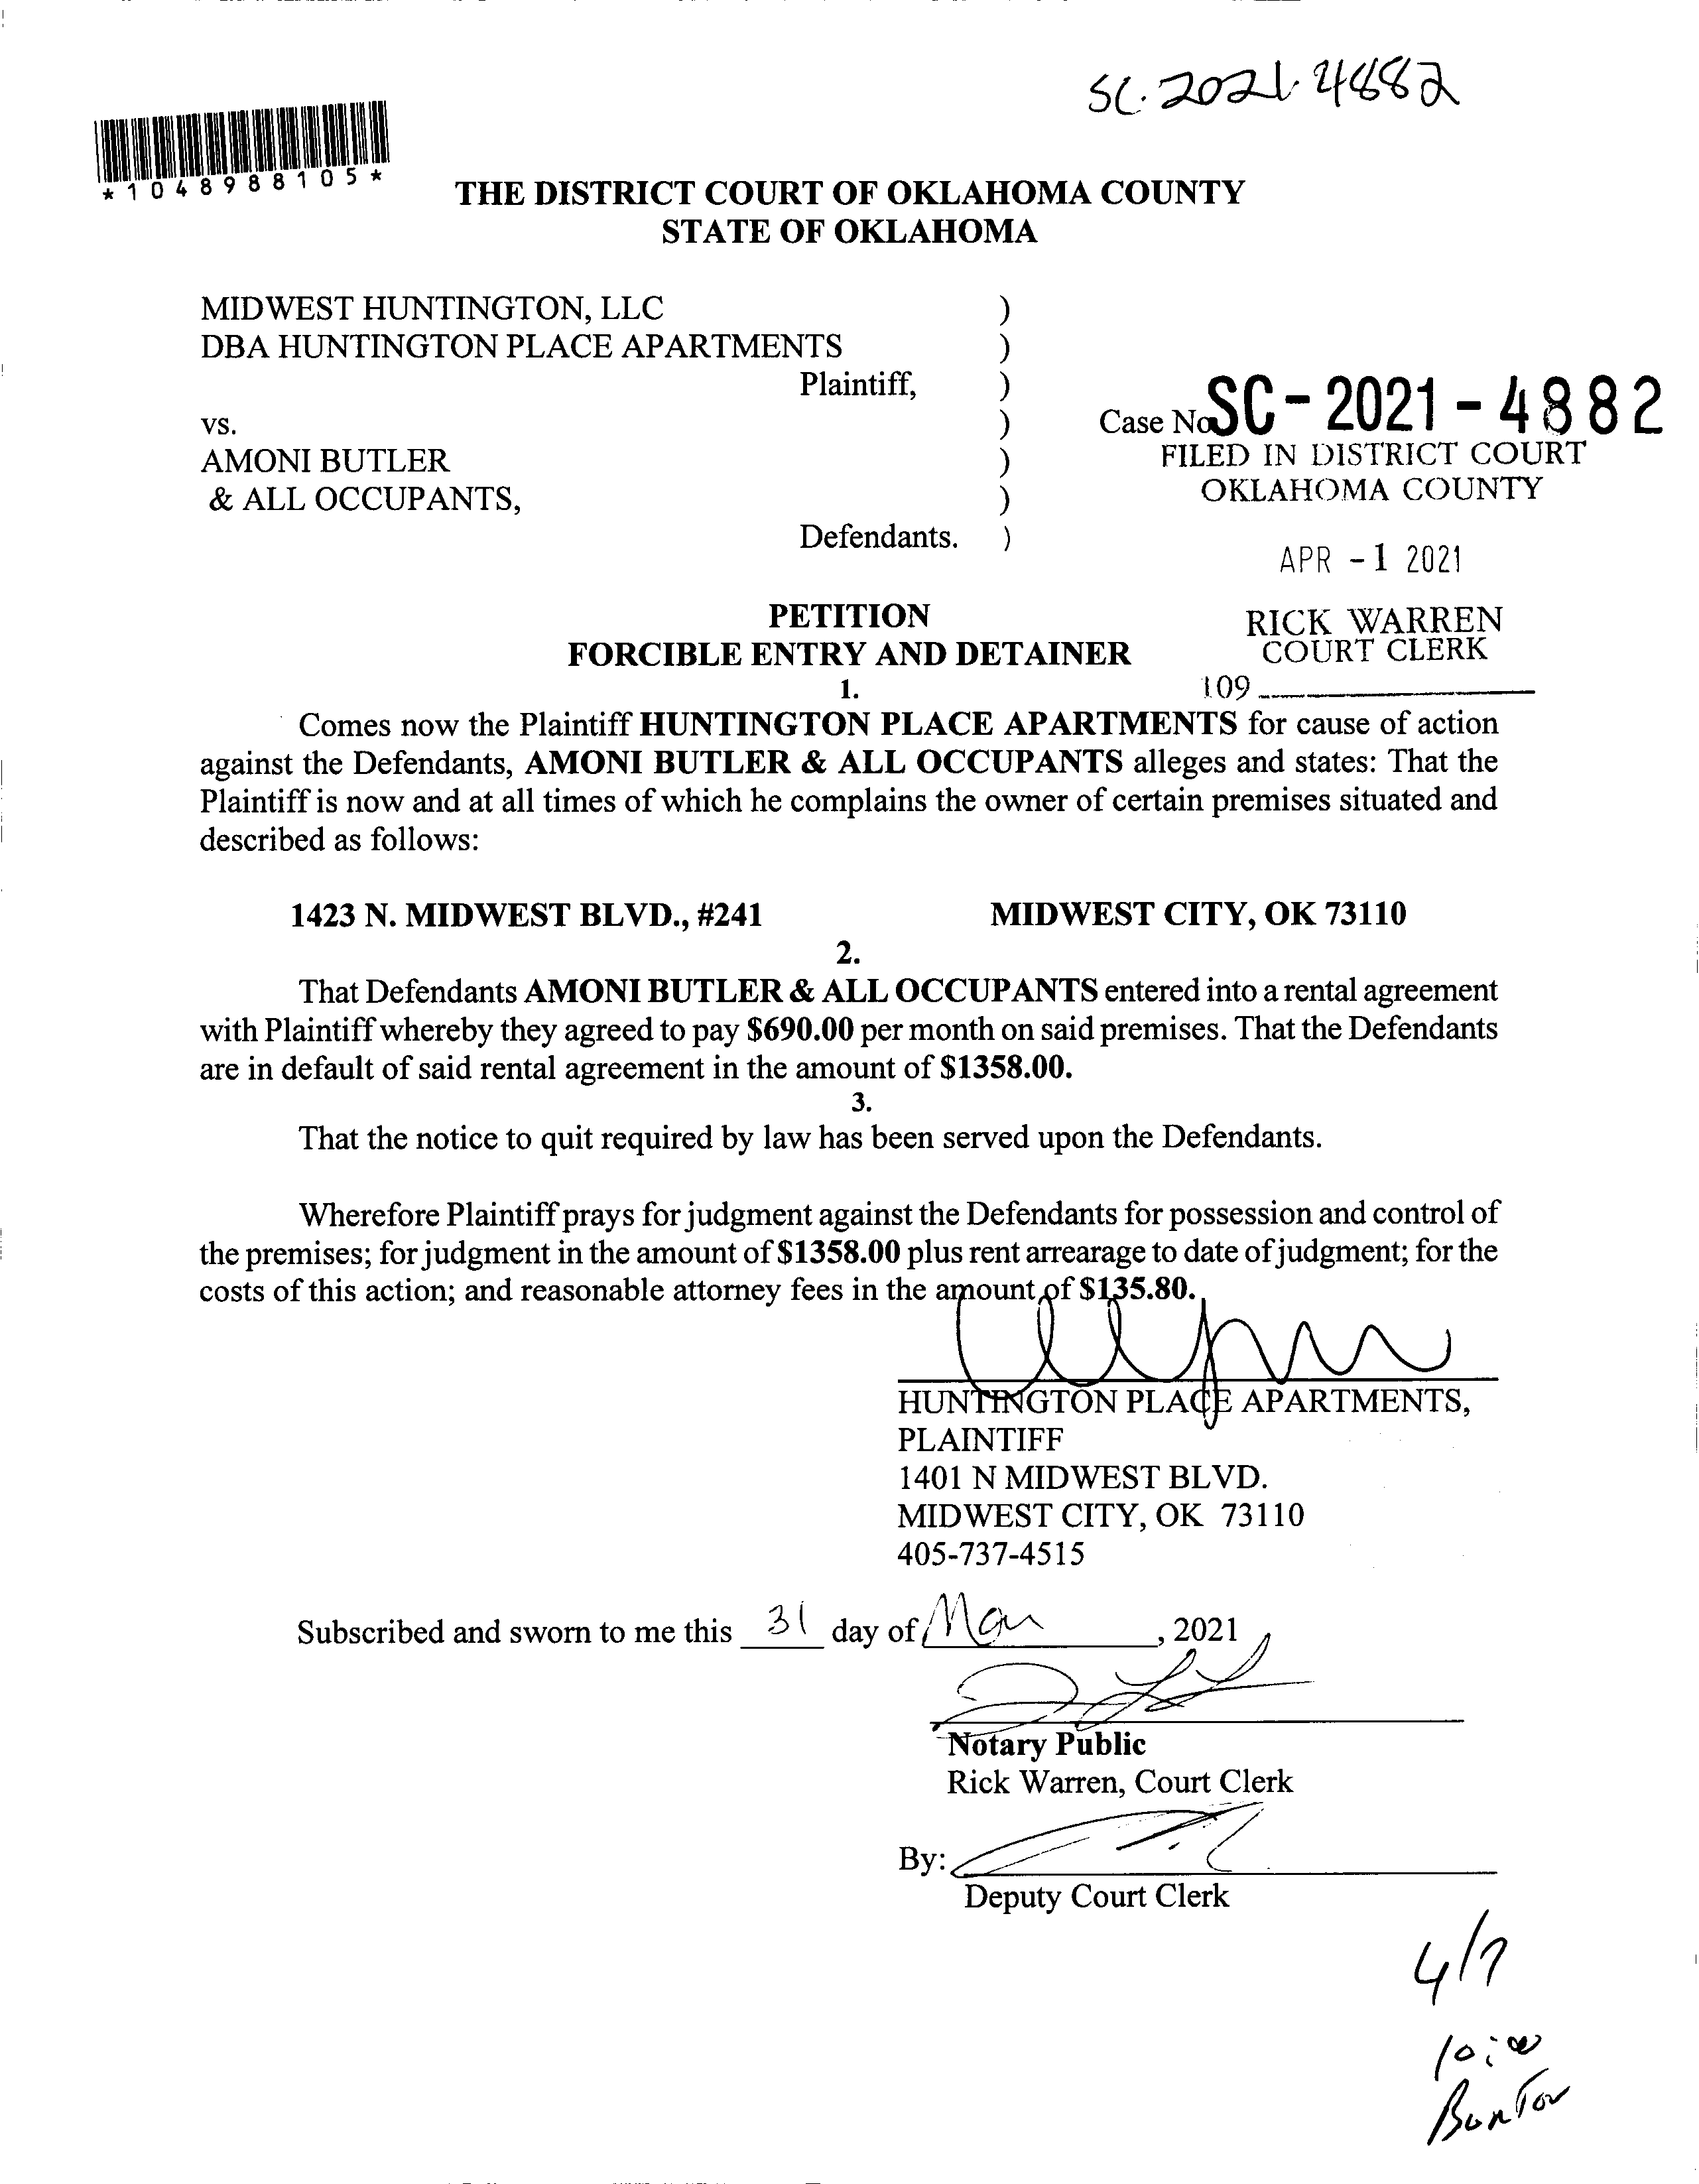 SC-2021-4882
*1048988105*
THE DISTRICT COURT OF OKLAHOMA COUNTY
STATE OF OKLAHOMA
MIDWEST HUNTINGTON, LLC )
DBA HUNTINGTON PLACE APARTMENTS )
Plaintiff, )
vs. )
Case No SC-2021-4882
AMONI BUTLER )
FILED IN DISTRICT COURT
& ALL OCCUPANTS, )
OKLAHOMA COUNTY
Defendants. )
APR -1 2021
PETITION
RICK WARREN
FORCIBLE ENTRY AND DETAINER
COURT CLERK
1.
109
Comes now the Plaintiff HUNTINGTON PLACE APARTMENTS for cause of action
against the Defendants, AMONI BUTLER & ALL OCCUPANTS alleges and states: That the
Plaintiff is now and at all times of which he complains the owner of certain premises situated and
described as follows:
1423 N. MIDWEST BLVD., #241 MIDWEST CITY, OK 73110
2.
That Defendants AMONI BUTLER & ALL OCCUPANTS entered into a rental agreement
with Plaintiff whereby they agreed to pay $690.00 per month on said premises. That the Defendants
are in default of said rental agreement in the amount of $1358.00.
3.
That the notice to quit required by law has been served upon the Defendants.
Wherefore Plaintiff prays for judgment against the Defendants for possession and control of
the premises; for judgment in the amount of $1358.00 plus rent arrearage to date of judgment; for the
costs of this action; and reasonable attorney fees in the amount of $135.80.
HUNTINGTON PLACE APARTMENTS,
PLAINTIFF
1401 N MIDWEST BLVD.
MIDWEST CITY, OK 73110
405-737-4515
Subscribed and sworn to me this 31 day of Mar, 2021
Notary Public
Rick Warren, Court Clerk
By:
Deputy Court Clerk
4/7
10:00